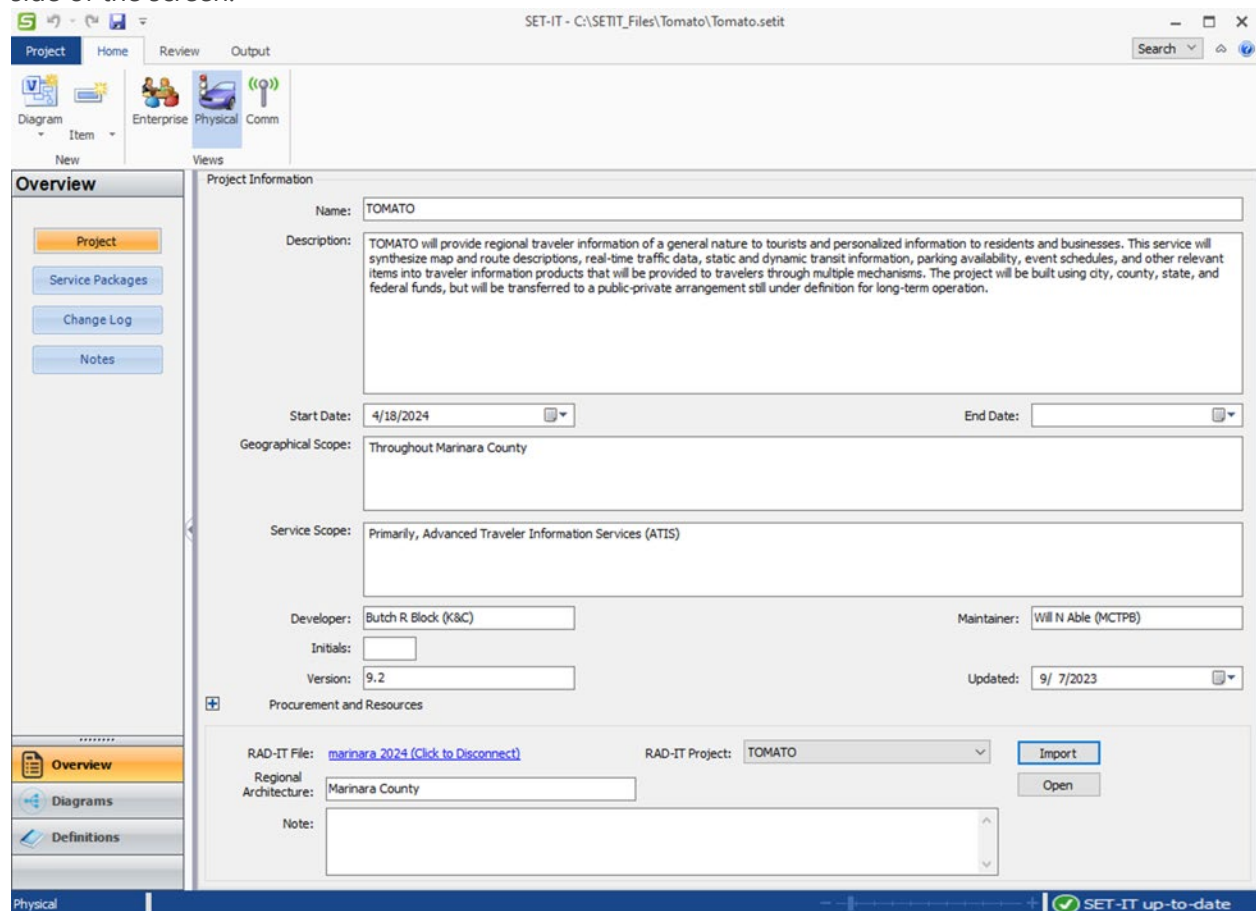 side of the screen.
SET-IT - C:\SETIT_Files\Tomato\Tomato.setit
Project Home Review Output Search
Diagram Item Enterprise Physical Comm
New Views
Overview
Project
Service Packages
Change Log
Notes
Project Information
Name: TOMATO
Description: TOMATO will provide regional traveler information of a general nature to tourists and personalized information to residents and businesses. This service will
synthesize map and route descriptions, real-time traffic data, static and dynamic transit information, parking availability, event schedules, and other relevant
items into traveler information products that will be provided to travelers through multiple mechanisms. The project will be built using city, county, state, and
federal funds, but will be transferred to a public-private arrangement still under definition for long-term operation.
Start Date: 4/18/2024 End Date:
Geographical Scope: Throughout Marinara County
Service Scope: Primarily, Advanced Traveler Information Services (ATIS)
Developer: Butch R Block (K&C) Maintainer: Will N Able (MCTPB)
Initials:
Version: 9.2 Updated: 9/ 7/2023
Procurement and Resources
RAD-IT File: marinara 2024 (Click to Disconnect) RAD-IT Project: TOMATO Import
Regional
Architecture: Marinara County Open
Note:
Overview
Diagrams
Definitions
Physical SET-IT up-to-date